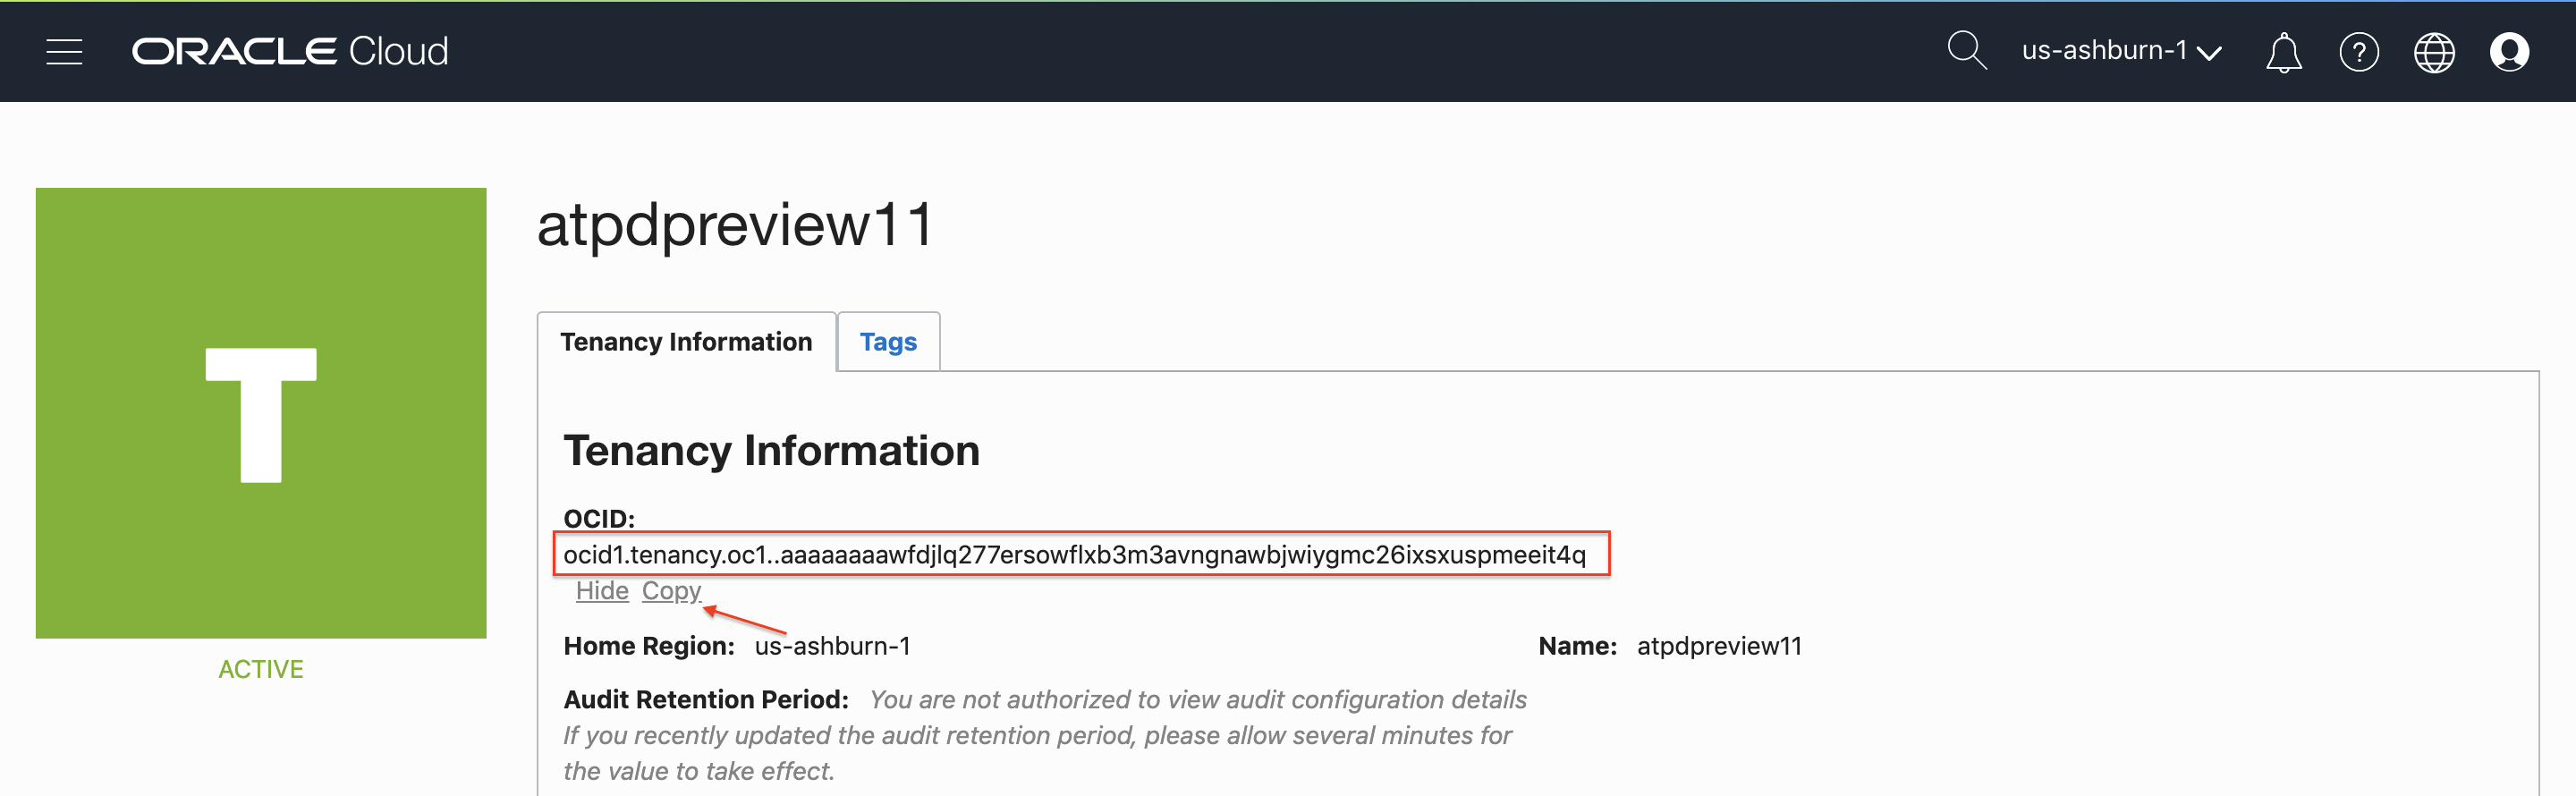 ORACLE Cloud
us-ashburn-1
?
T
ACTIVE
atpdpreview11
Tenancy Information
Tags
Tenancy Information
OCID:
ocid1.tenancy.oc1..aaaaaaaawfdjlq277ersowflxb3m3avngnawbjwiygmc26ixsxuspmeeit4q
Hide Copy
Home Region: us-ashburn-1
Name: atpdpreview11
Audit Retention Period: You are not authorized to view audit configuration details
If you recently updated the audit retention period, please allow several minutes for
the value to take effect.